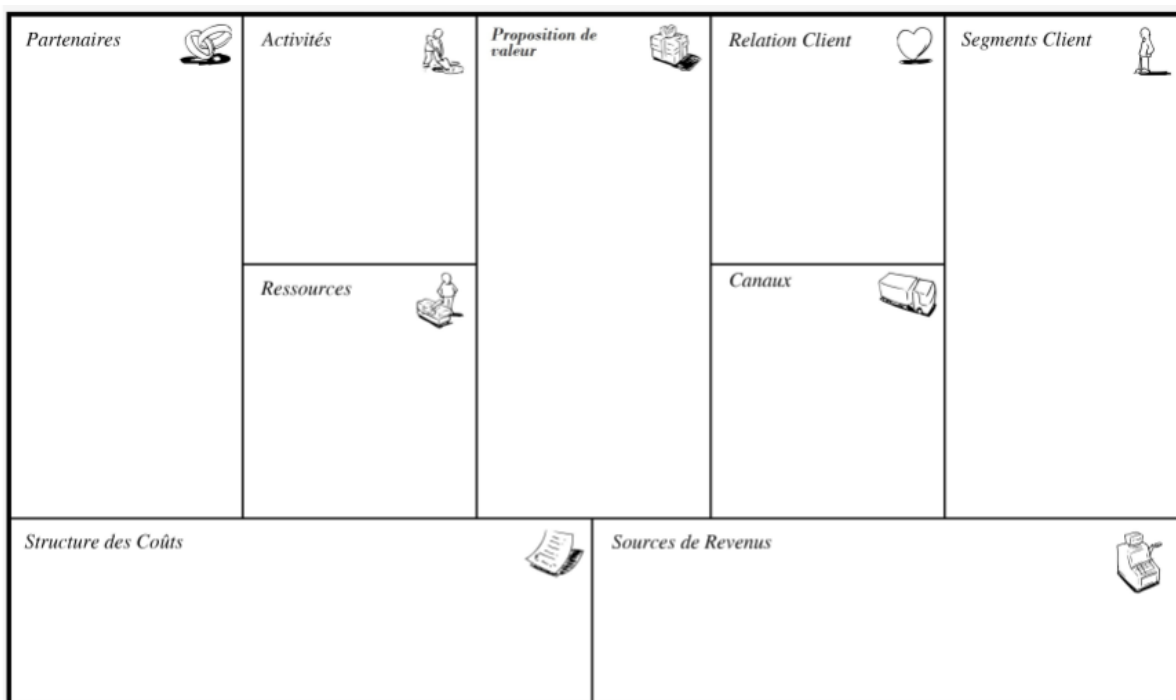 Partenaires
Activités
Proposition de
valeur
Relation Client
Segments Client
Ressources
Canaux
Structure des Coûts
Sources de Revenus